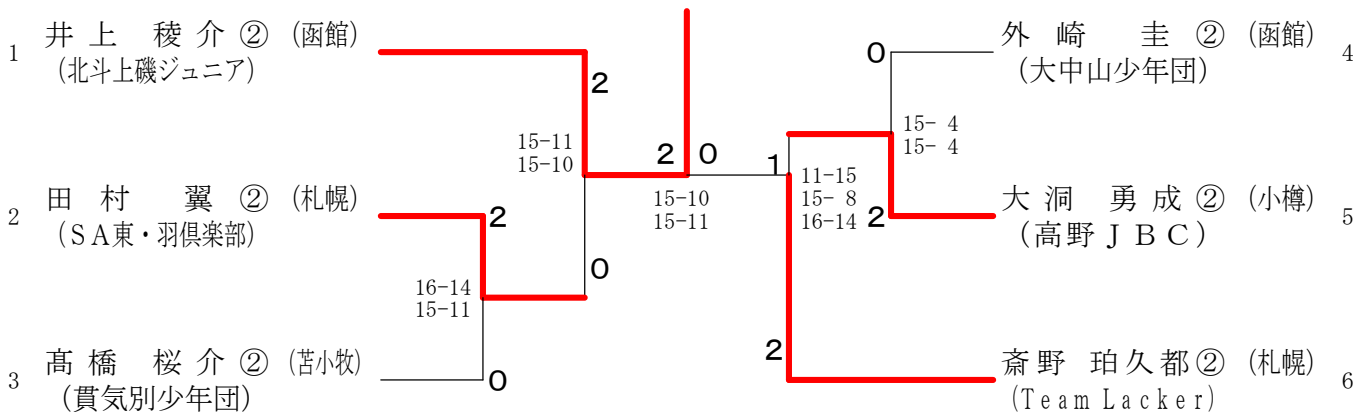 1 井上 稜介② (函館)
(北斗上磯ジュニア)
2 田村 翼② (札幌)
(ＳＡ東・羽倶楽部)
3 髙橋 桜介② (苫小牧)
(貫気別少年団)
2
15-11
15-10
2
0
16-14
15-11
0
2 0
15-10
15-11
1
11-15
15- 8
16-14
2
0
15- 4
15- 4
2
外崎 圭② (函館) 4
(大中山少年団)
大洞 勇成② (小樽) 5
(高野ＪＢＣ)
斎野 珀久都② (札幌) 6
(Team Lacker)